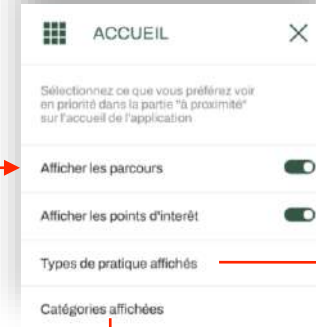 ACCUEIL
Sélectionnez ce que vous préférez voir
en priorité dans la partie "à proximité"
sur l'accueil de l'application
Afficher les parcours
Afficher les points d'interêt
Types de pratique affichés
Catégories affichées